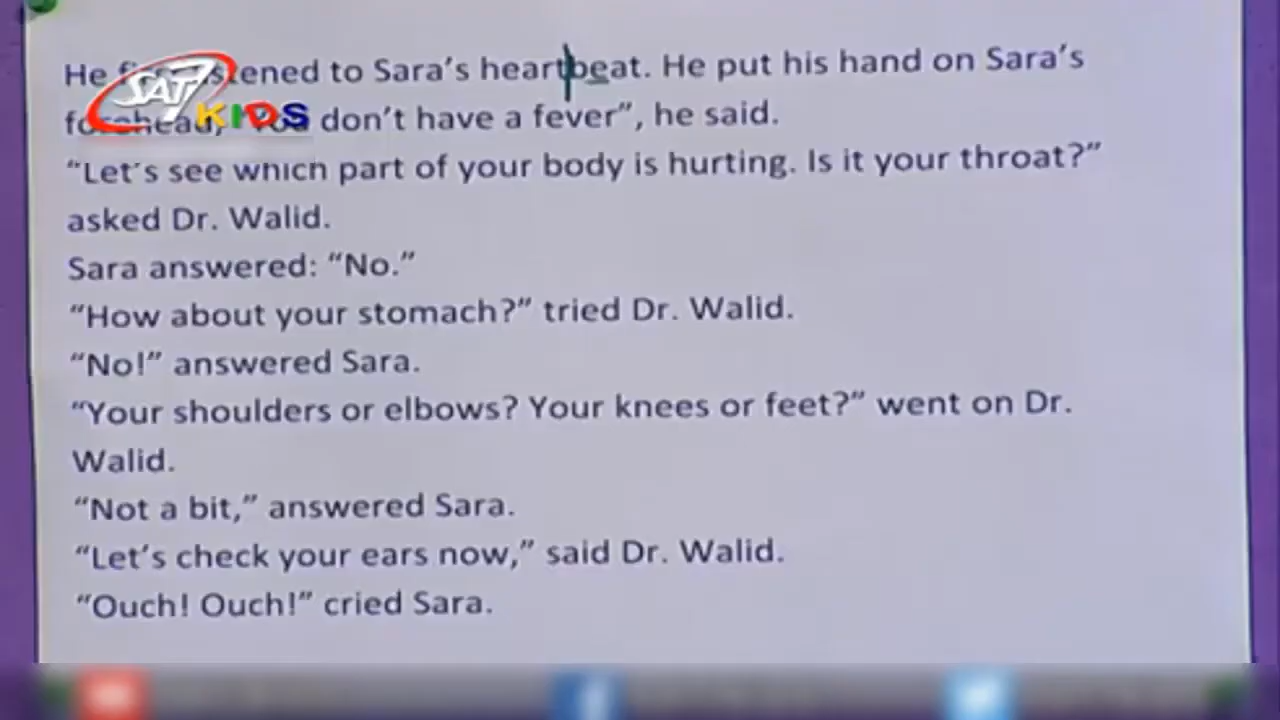 He listened to Sara's heartbeat. He put his hand on Sara's
forehead, "You don't have a fever", he said.
"Let's see which part of your body is hurting. Is it your throat?"
asked Dr. Walid.
Sara answered: "No."
"How about your stomach?" tried Dr. Walid.
"No!" answered Sara.
"Your shoulders or elbows? Your knees or feet?" went on Dr.
Walid.
"Not a bit," answered Sara.
"Let's check your ears now," said Dr. Walid.
"Ouch! Ouch!" cried Sara.
SAT7
KIDS